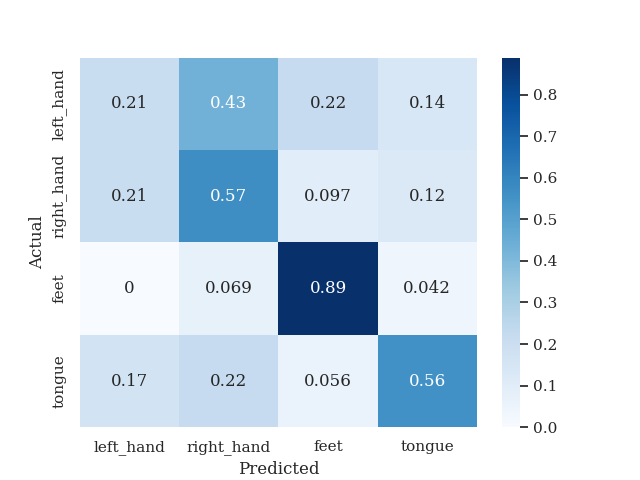 left_hand 0.21 0.43 0.22 0.14
right_hand 0.21 0.57 0.097 0.12
feet 0 0.069 0.89 0.042
tongue 0.17 0.22 0.056 0.56
Actual
left_hand right_hand feet tongue
Predicted
0.8
0.7
0.6
0.5
0.4
0.3
0.2
0.1
0.0